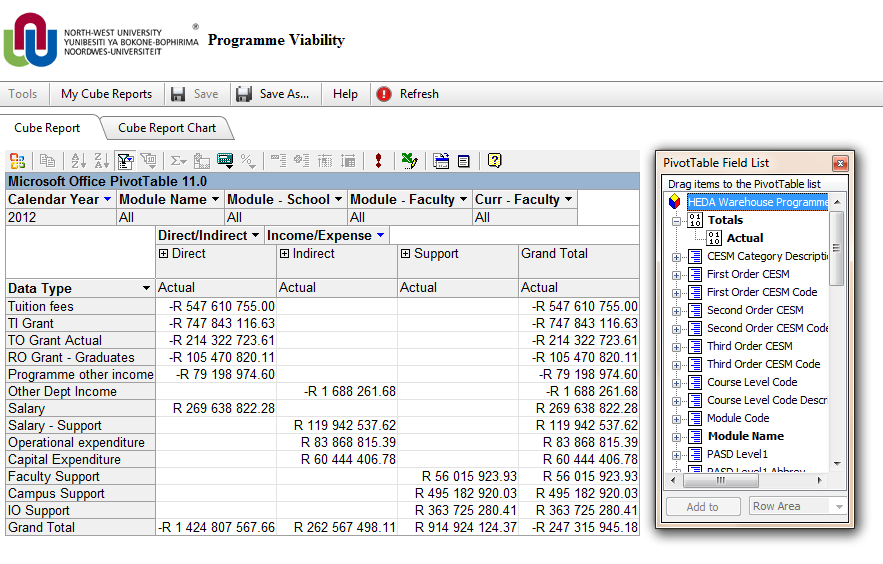 NORTH-WEST UNIVERSITY ®
YUNIBESITI YA BOKONE-BOPHIRIMA
NOORDWES-UNIVERSITEIT
Programme Viability
Tools My Cube Reports Save Save As... Help Refresh
Cube Report Cube Report Chart
Microsoft Office PivotTable 11.0
Calendar Year Module Name Module - School Module - Faculty Curr - Faculty
2012 All All All All
Direct/Indirect Income/Expense
Direct Indirect Support Grand Total
Data Type Actual Actual Actual Actual
Tuition fees -R 547 610 755.00 -R 547 610 755.00
TI Grant -R 747 843 116.63 -R 747 843 116.63
TO Grant Actual -R 214 322 723.61 -R 214 322 723.61
RO Grant - Graduates -R 105 470 820.11 -R 105 470 820.11
Programme other income -R 79 198 974.60 -R 79 198 974.60
Other Dept Income -R 1 688 261.68 -R 1 688 261.68
Salary R 269 638 822.28 R 269 638 822.28
Salary - Support R 119 942 537.62 R 119 942 537.62
Operational expenditure R 83 868 815.39 R 83 868 815.39
Capital Expenditure R 60 444 406.78 R 60 444 406.78
Faculty Support R 56 015 923.93 R 56 015 923.93
Campus Support R 495 182 920.03 R 495 182 920.03
IO Support R 363 725 280.41 R 363 725 280.41
Grand Total -R 1 424 807 567.66 R 262 567 498.11 R 914 924 124.37 -R 247 315 945.18
PivotTable Field List
Drag items to the PivotTable list
HEDA Warehouse Programme
Totals
Actual
CESM Category Descripti
First Order CESM
First Order CESM Code
Second Order CESM
Second Order CESM Code
Third Order CESM
Third Order CESM Code
Course Level Code
Course Level Code Descr
Module Code
Module Name
PASD Level1
PASD Level1 Abbrev
Add to Row Area